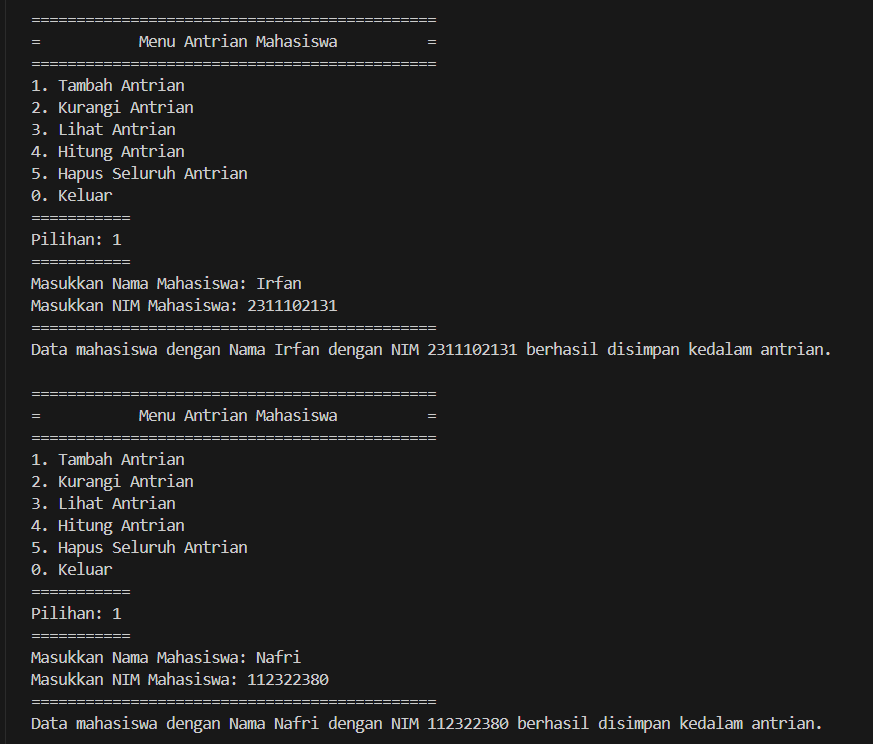 =============================================
=           Menu Antrian Mahasiswa          =
=============================================
1. Tambah Antrian
2. Kurangi Antrian
3. Lihat Antrian
4. Hitung Antrian
5. Hapus Seluruh Antrian
0. Keluar
===========
Pilihan: 1
===========
Masukkan Nama Mahasiswa: Irfan
Masukkan NIM Mahasiswa: 2311102131
=============================================
Data mahasiswa dengan Nama Irfan dengan NIM 2311102131 berhasil disimpan kedalam antrian.
=============================================
=           Menu Antrian Mahasiswa          =
=============================================
1. Tambah Antrian
2. Kurangi Antrian
3. Lihat Antrian
4. Hitung Antrian
5. Hapus Seluruh Antrian
0. Keluar
===========
Pilihan: 1
===========
Masukkan Nama Mahasiswa: Nafri
Masukkan NIM Mahasiswa: 112322380
=============================================
Data mahasiswa dengan Nama Nafri dengan NIM 112322380 berhasil disimpan kedalam antrian.